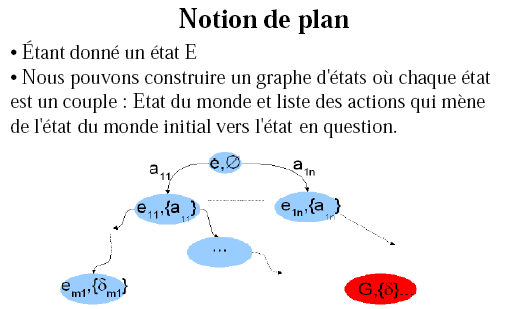 Notion de plan
• Étant donné un état E
• Nous pouvons construire un graphe d'états où chaque état
est un couple : Etat du monde et liste des actions qui mène
de l'état du monde initial vers l'état en question.
a11 e,∅ a1n
e11,{a11} e1n,{a1n}
...
em1,{δm1} G,{δ}..